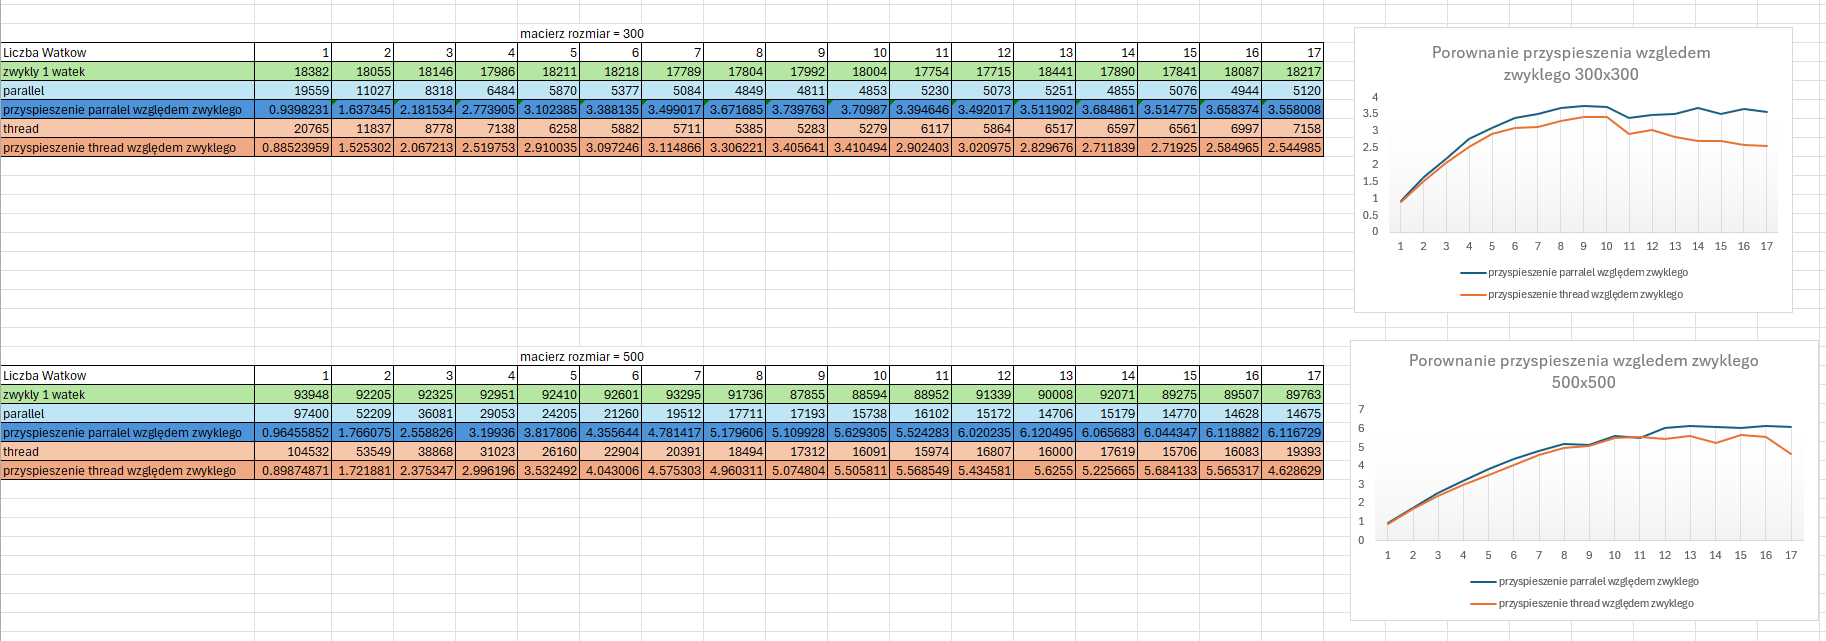 macierz rozmiar = 300
Liczba Watkow 1 2 3 4 5 6 7 8 9 10 11 12 13 14 15 16 17
zwykly 1 watek 18382 18055 18146 17986 18211 18218 17789 17804 17992 18004 17754 17715 18441 17890 17841 18087 18217
parallel 19559 11027 8318 6484 5870 5377 5084 4849 4811 4853 5230 5073 5251 4855 5076 4944 5120
przyspieszenie parralel względem zwyklego 0.9398231 1.637345 2.181534 2.773905 3.102385 3.388135 3.499017 3.671685 3.739763 3.70987 3.394646 3.492017 3.511902 3.684861 3.514775 3.658374 3.558008
thread 20765 11837 8778 7138 6258 5882 5711 5385 5283 5279 6117 5864 6517 6597 6561 6997 7158
przyspieszenie thread względem zwyklego 0.88523959 1.525302 2.067213 2.519753 2.910035 3.097246 3.114866 3.306221 3.405641 3.410494 2.902403 3.020975 2.829676 2.711839 2.71925 2.584965 2.544985
Porownanie przyspieszenia wzgledem
zwyklego 300x300
4
3.5
3
2.5
2
1.5
1
0.5
0
1 2 3 4 5 6 7 8 9 10 11 12 13 14 15 16 17
przyspieszenie parralel względem zwyklego
przyspieszenie thread względem zwyklego
macierz rozmiar = 500
Liczba Watkow 1 2 3 4 5 6 7 8 9 10 11 12 13 14 15 16 17
zwykly 1 watek 93948 92205 92325 92951 92410 92601 93295 91736 87855 88594 88952 91339 90008 92071 89275 89507 89763
parallel 97400 52209 36081 29053 24205 21260 19512 17711 17193 15738 16102 15172 14706 15179 14770 14628 14675
przyspieszenie parralel względem zwyklego 0.96455852 1.766075 2.558826 3.19936 3.817806 4.355644 4.781417 5.179606 5.109928 5.629305 5.524283 6.020235 6.120495 6.065683 6.044347 6.118882 6.116729
thread 104532 53549 38868 31023 26160 22904 20391 18494 17312 16091 15974 16807 16000 17619 15706 16083 19393
przyspieszenie thread względem zwyklego 0.89874871 1.721881 2.375347 2.996196 3.532492 4.043006 4.575303 4.960311 5.074804 5.505811 5.568549 5.434581 5.6255 5.225665 5.684133 5.565317 4.628629
Porownanie przyspieszenia wzgledem zwyklego
500x500
7
6
5
4
3
2
1
0
1 2 3 4 5 6 7 8 9 10 11 12 13 14 15 16 17
przyspieszenie parralel względem zwyklego
przyspieszenie thread względem zwyklego